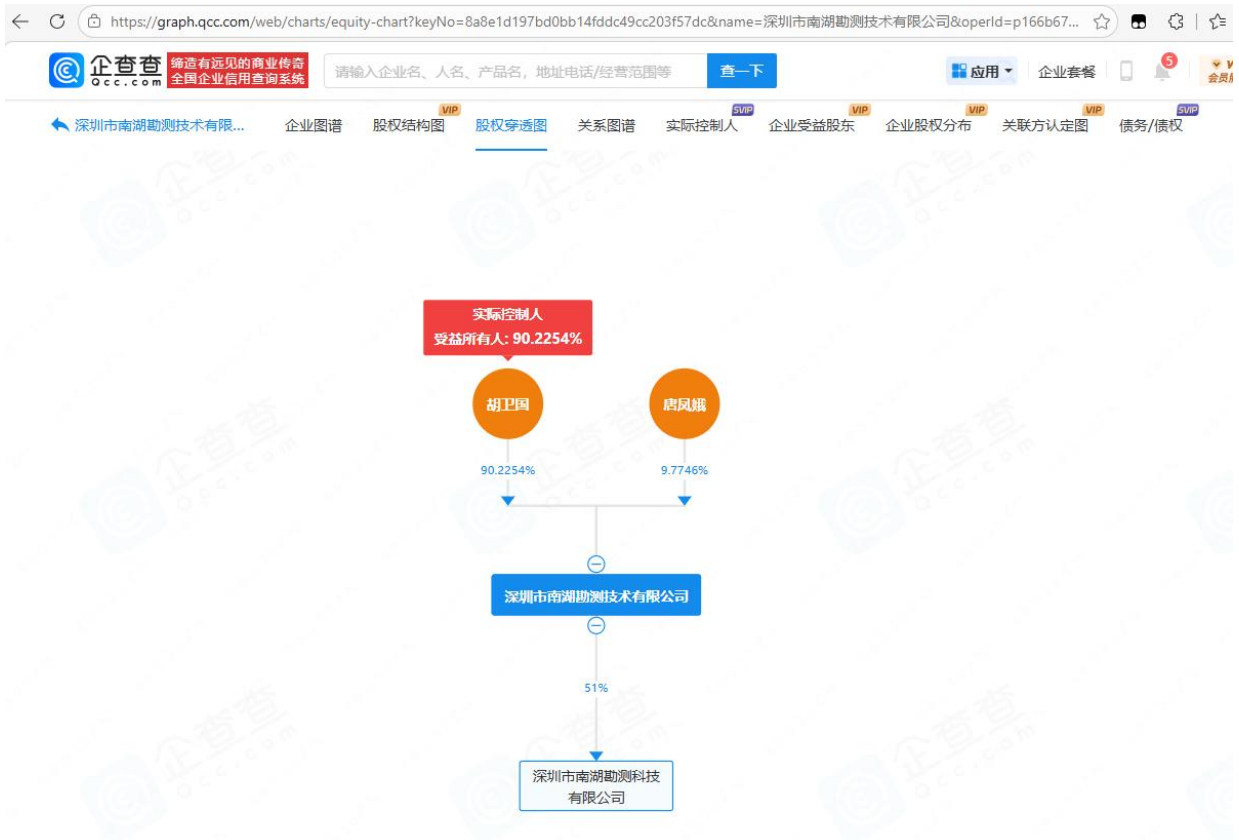 https://graph.qcc.com/web/charts/equity-chart?keyNo=8a8e1d197bd0bb14fddc49cc203f57dc&name=深圳市南湖勘测技术有限公司&operId=p166b67...
企查查
Qcc.com
缔造有远见的商业传奇
全国企业信用查询系统
请输入企业名、人名、产品名，地址电话/经营范围等
查一下
应用
企业套餐
5
V
会员服
深圳市南湖勘测技术有限...
企业图谱
股权结构图
VIP
股权穿透图
关系图谱
实际控制人
SVIP
企业受益股东
VIP
企业股权分布
VIP
关联方认定图
VIP
债务/债权
SVIP
实际控制人
受益所有人: 90.2254%
胡卫国
唐凤娥
90.2254%
9.7746%
深圳市南湖勘测技术有限公司
51%
深圳市南湖勘测科技
有限公司